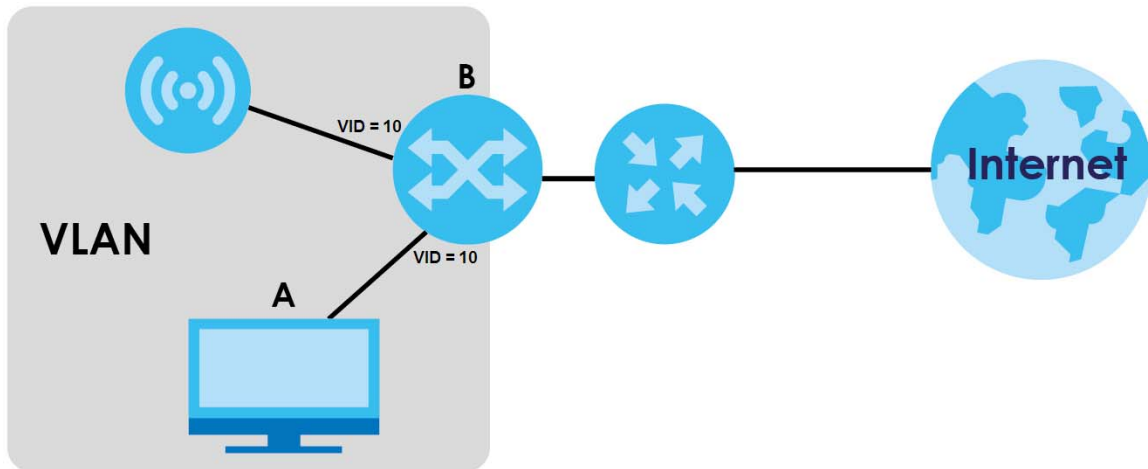 B
VID = 10
Internet
VLAN
VID = 10
A